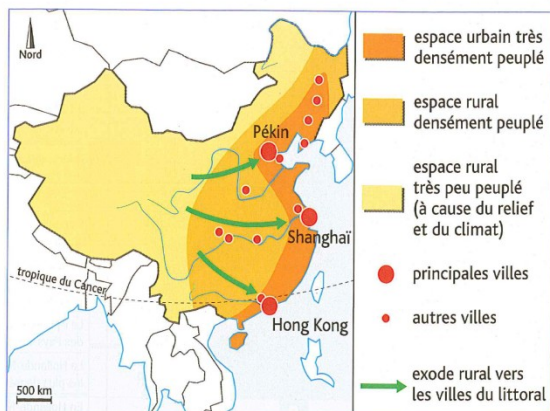 Nord
Pékin
Shanghaï
tropique du Cancer
Hong Kong
500 km
espace urbain très
densément peuplé
espace rural
densément peuplé
espace rural
très peu peuplé
(à cause du relief
et du climat)
principales villes
autres villes
exode rural vers
les villes du littoral